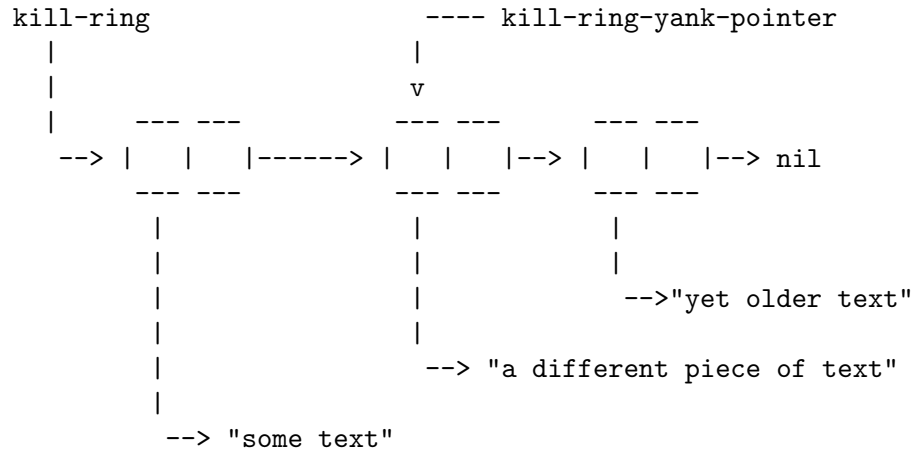 kill-ring ---- kill-ring-yank-pointer
| |
| v
| --- --- --- --- --- ---
--> | | |------> | | |--> | | |--> nil
--- --- --- --- --- ---
| | |
| | |
| | -->"yet older text"
| |
| --> "a different piece of text"
|
--> "some text"